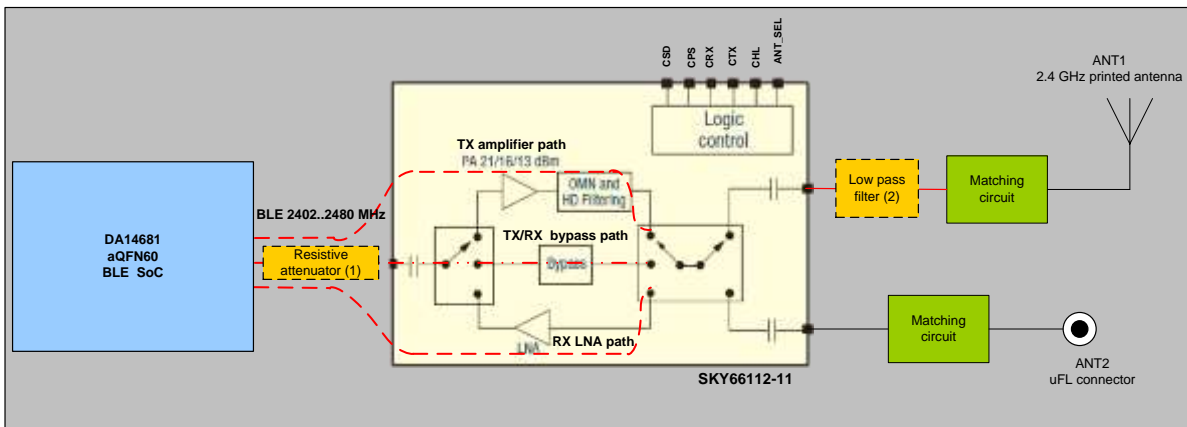 CSD
CPS
CRX
CTX
CHL
ANT_SEL
ANT1
2.4 GHz printed antenna
Logic
control
TX amplifier path
PA 21/16/13 dBm
OMN and
HD Filtering
Low pass
filter (2)
Matching
circuit
BLE 2402..2480 MHz
DA14681
aQFN60
BLE SoC
Resistive
attenuator (1)
TX/RX bypass path
Bypass
LNA
RX LNA path
Matching
circuit
SKY66112-11
ANT2
uFL connector